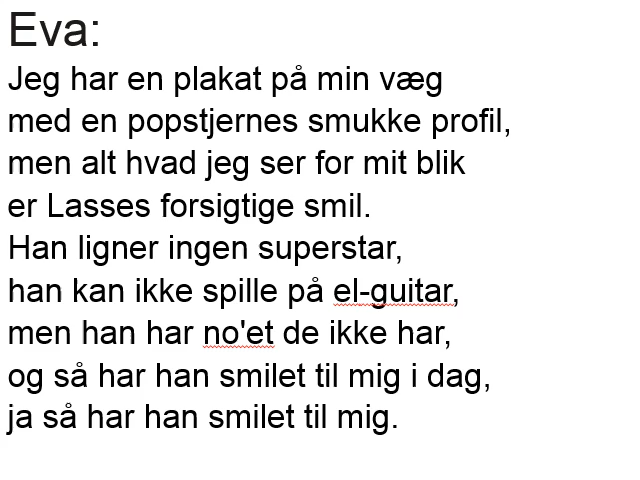 Eva:
Jeg har en plakat på min væg
med en popstjernes smukke profil,
men alt hvad jeg ser for mit blik
er Lasses forsigtige smil.
Han ligner ingen superstar,
han kan ikke spille på el-guitar,
men han har no'et de ikke har,
og så har han smilet til mig i dag,
ja så har han smilet til mig.